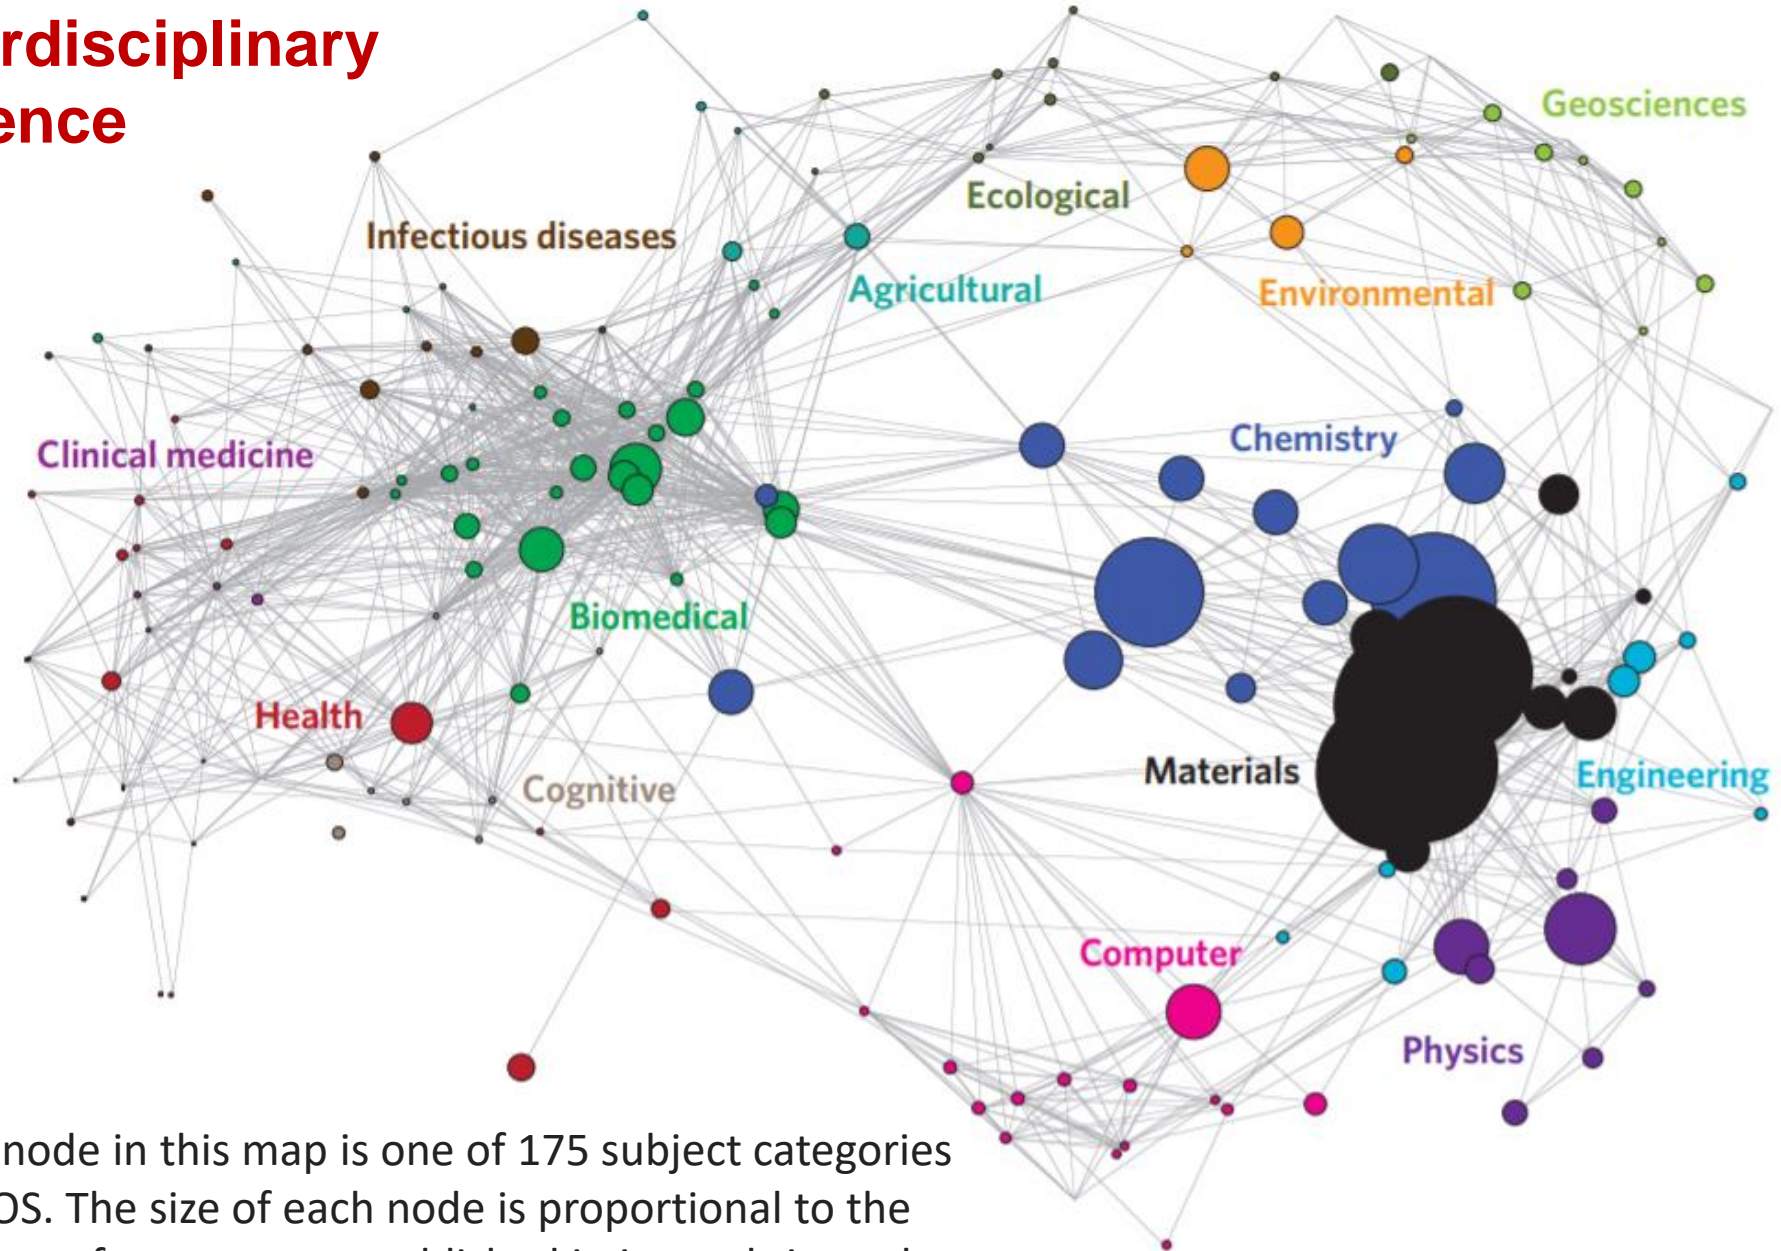 rdisciplinary
ence
Geosciences
Ecological
Infectious diseases
Agricultural
Environmental
Chemistry
Clinical medicine
Biomedical
Health
Cognitive
Materials
Engineering
Computer
Physics
node in this map is one of 175 subject categories
OS. The size of each node is proportional to the